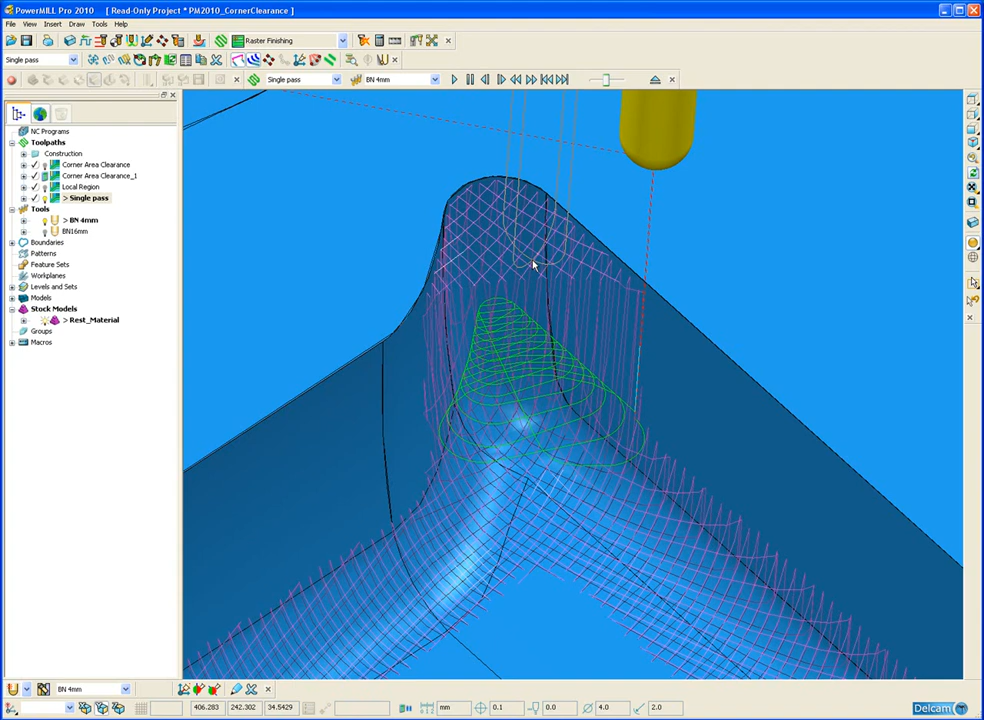 PowerMILL Pro 2010    [ Read-Only Project * PM2010_CornerClearance ]
File View Insert Draw Tools Help
Raster Finishing
Single pass
Single pass BN 4mm
NC Programs
Toolpaths
Construction
Corner Area Clearance
Corner Area Clearance_1
Local Region
> Single pass
Tools
> BN 4mm
BN16mm
Boundaries
Patterns
Feature Sets
Workplanes
Levels and Sets
Models
Stock Models
> Rest_Material
Groups
Macros
BN 4mm
406.283 242.302 34.5429 mm 0.1 0.0 4.0 2.0 Delcam